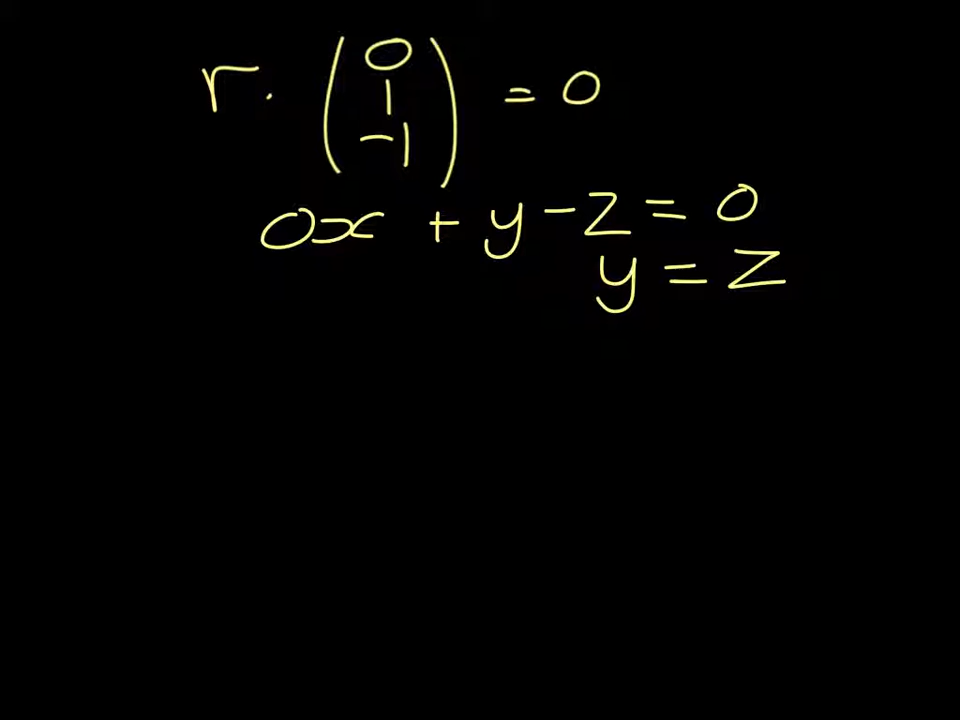 r. (0 1 -1) = 0
0x + y - z = 0
y = z